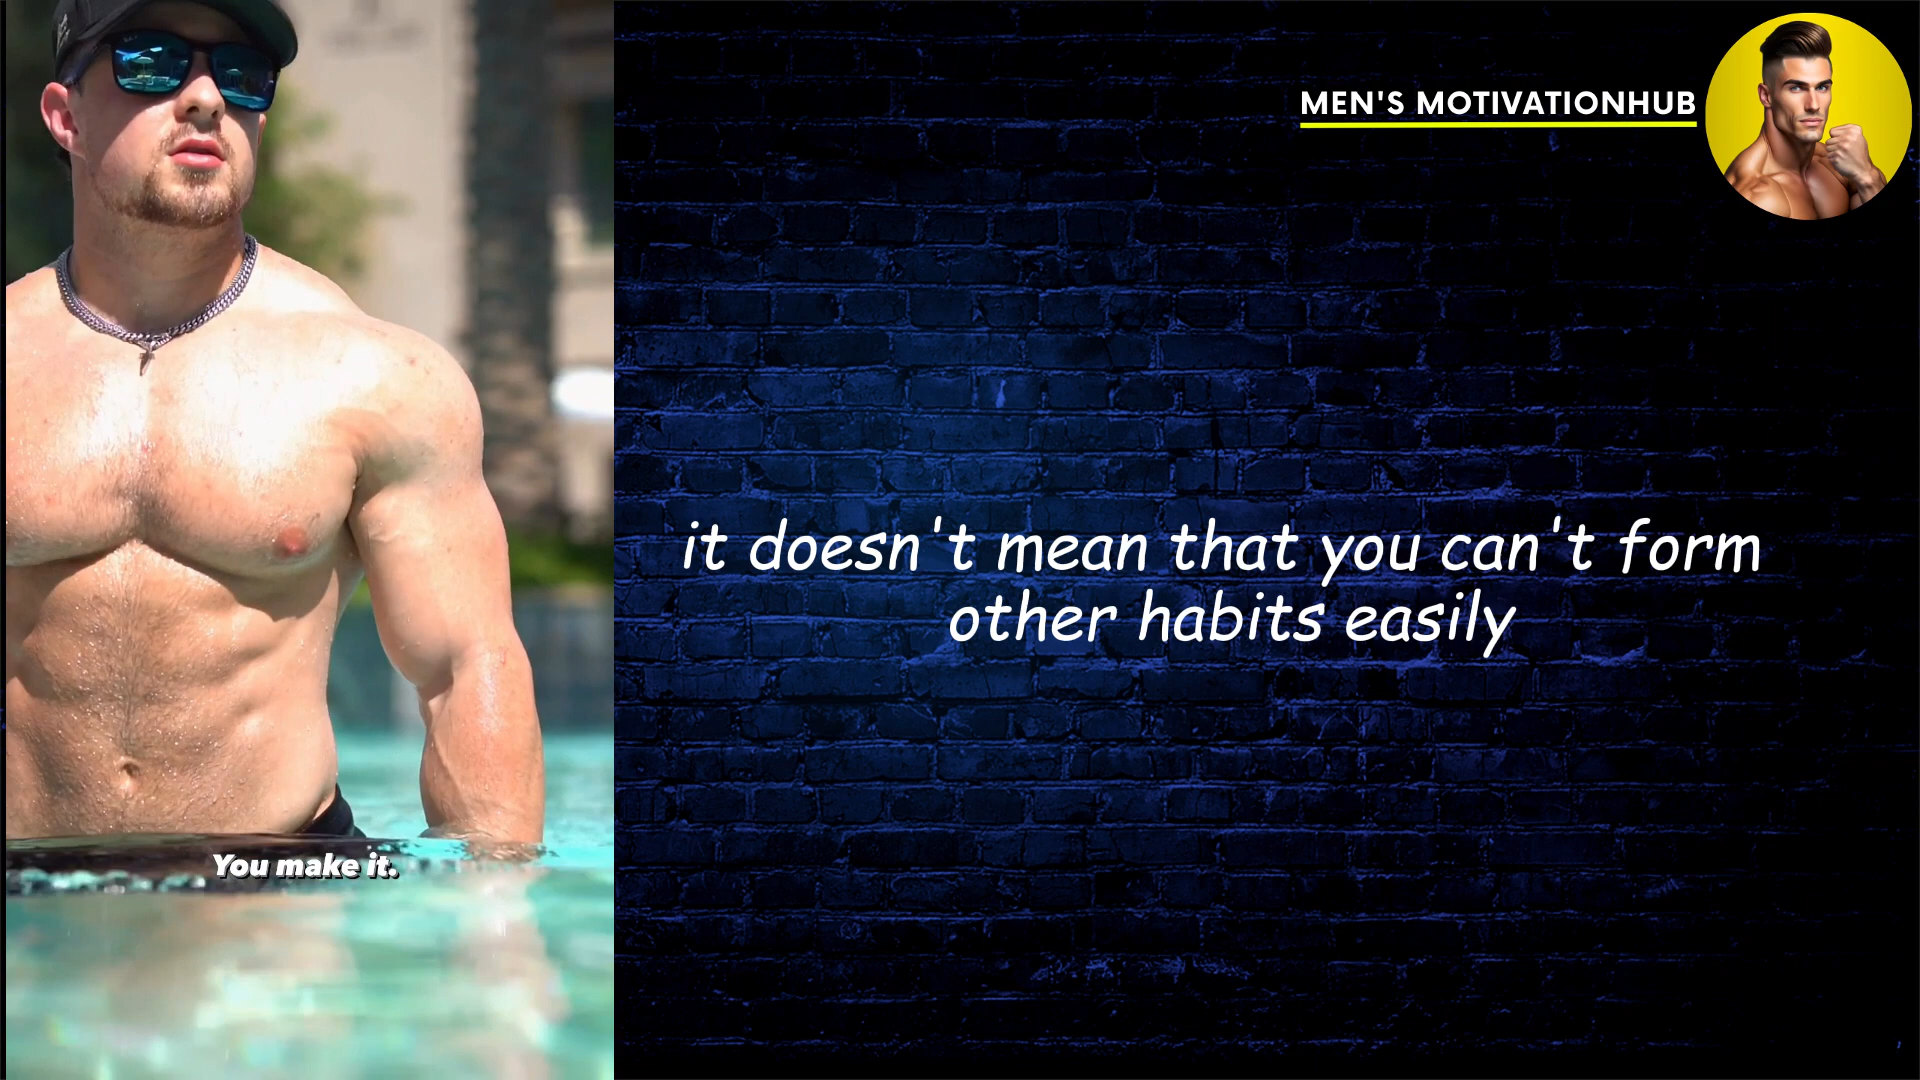 MEN'S MOTIVATIONHUB
it doesn't mean that you can't form
other habits easily
You make it.